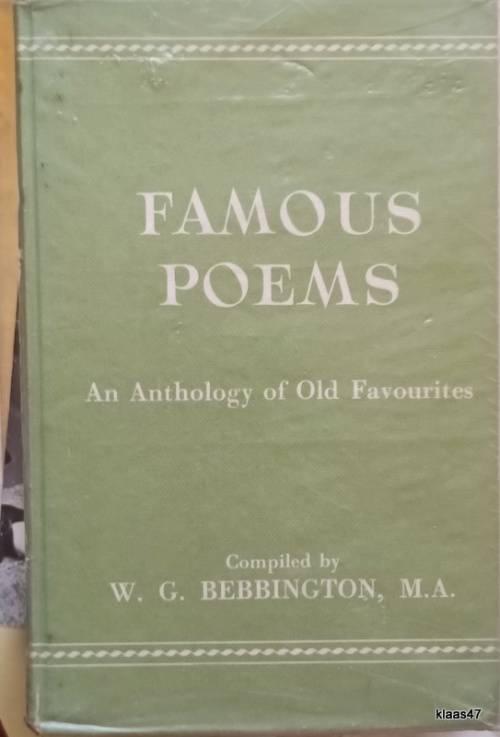 FAMOUS
POEMS
An Anthology of Old Favourites
Compiled by
W. G. BEBBINGTON, M.A.
klaas47